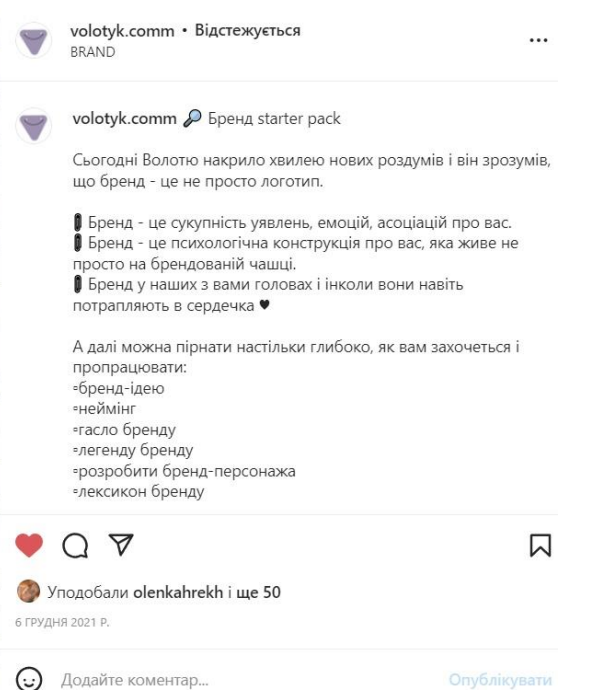 volotyk.comm • Відстежується
BRAND
volotyk.comm 🔎 Бренд starter pack
Сьогодні Волотю накрило хвилею нових роздумів і він зрозумів,
що бренд - це не просто логотип.
Бренд - це сукупність уявлень, емоцій, асоціацій про вас.
Бренд - це психологічна конструкція про вас, яка живе не
просто на брендованій чашці.
Бренд у наших з вами головах і інколи вони навіть
потрапляють в сердечка ♥
А далі можна пірнати настільки глибоко, як вам захочеться і
пропрацювати:
▫бренд-ідею
▫неймінг
▫гасло бренду
▫легенду бренду
▫розробити бренд-персонажа
▫лексикон бренду
Уподобали olenkahrekh і ще 50
6 ГРУДНЯ 2021 Р.
Додайте коментар...
Опублікувати